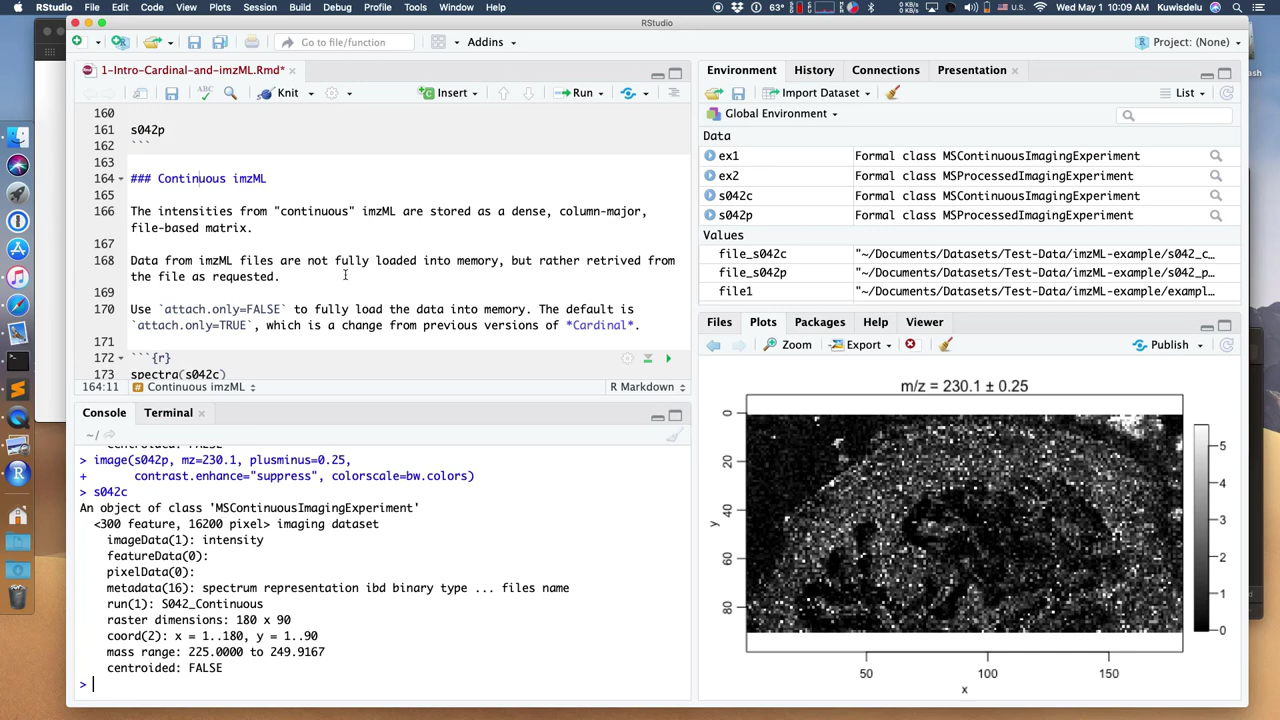 RStudio File Edit Code View Plots Session Build Debug Profile Tools Window Help
69° U.S. Wed May 1 10:09 AM Kuwisdelu
RStudio
Go to file/function
Addins
Project: (None)
1-Intro-Cardinal-and-imzML.Rmd*
Knit
Insert
Run
160
161 s042p
162 ```
163
164 ### Continuous imzML
165
166 The intensities from "continuous" imzML are stored as a dense, column-major,
file-based matrix.
167
168 Data from imzML files are not fully loaded into memory, but rather retrived from
the file as requested.
169
170 Use `attach.only=FALSE` to fully load the data into memory. The default is
`attach.only=TRUE`, which is a change from previous versions of *Cardinal*.
171
172 ```{r}
173 spectra(s042c)
164:11 # Continuous imzML R Markdown
Console Terminal
~/
centroided: FALSE
> image(s042p, mz=230.1, plusminus=0.25,
+ contrast.enhance="suppress", colorscale=bw.colors)
> s042c
An object of class 'MSContinuousImagingExperiment'
<300 feature, 16200 pixel> imaging dataset
imageData(1): intensity
featureData(0):
pixelData(0):
metadata(16): spectrum representation ibd binary type ... files name
run(1): S042_Continuous
raster dimensions: 180 x 90
coord(2): x = 1..180, y = 1..90
mass range: 225.0000 to 249.9167
centroided: FALSE
>
Environment History Connections Presentation
Import Dataset
List
Global Environment
Data
ex1 Formal class MSContinuousImagingExperiment
ex2 Formal class MSProcessedImagingExperiment
s042c Formal class MSContinuousImagingExperiment
s042p Formal class MSProcessedImagingExperiment
Values
file_s042c "~/Documents/Datasets/Test-Data/imzML-example/s042_c…
file_s042p "~/Documents/Datasets/Test-Data/imzML-example/s042_p…
file1 "~/Documents/Datasets/Test-Data/imzML-example/exampl…
Files Plots Packages Help Viewer
Zoom Export Publish
m/z = 230.1 ± 0.25
0
20
40
60
80
y
5
4
3
2
1
0
50 100 150
x